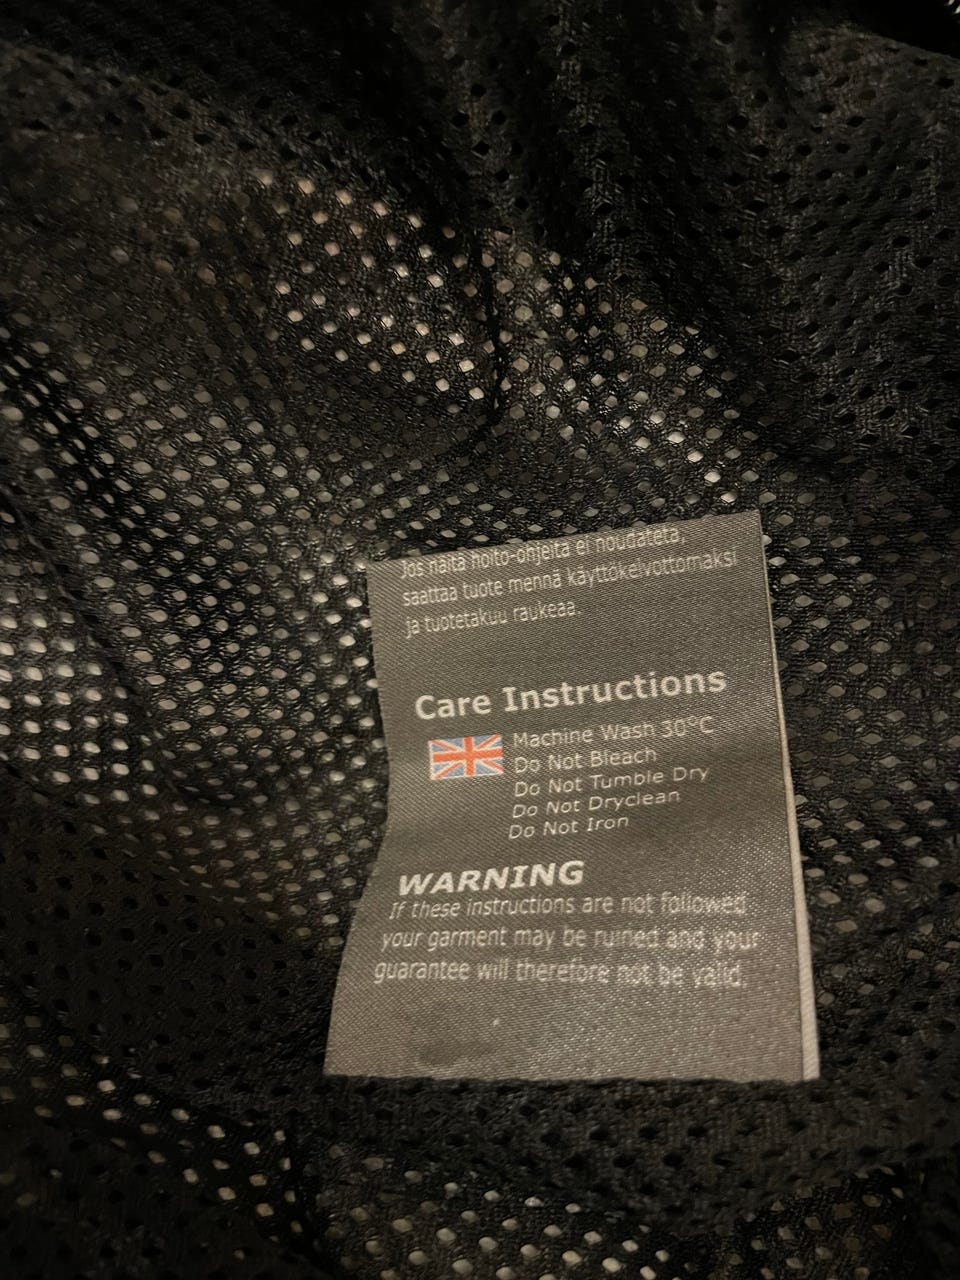 Jos näitä hoito-ohjeita ei noudateta,
saattaa tuote mennä käyttökelvottomaksi
ja tuotetakuu raukeaa.
Care Instructions
Machine Wash 30°C
Do Not Bleach
Do Not Tumble Dry
Do Not Dryclean
Do Not Iron
WARNING
If these instructions are not followed
your garment may be ruined and your
guarantee will therefore not be valid.